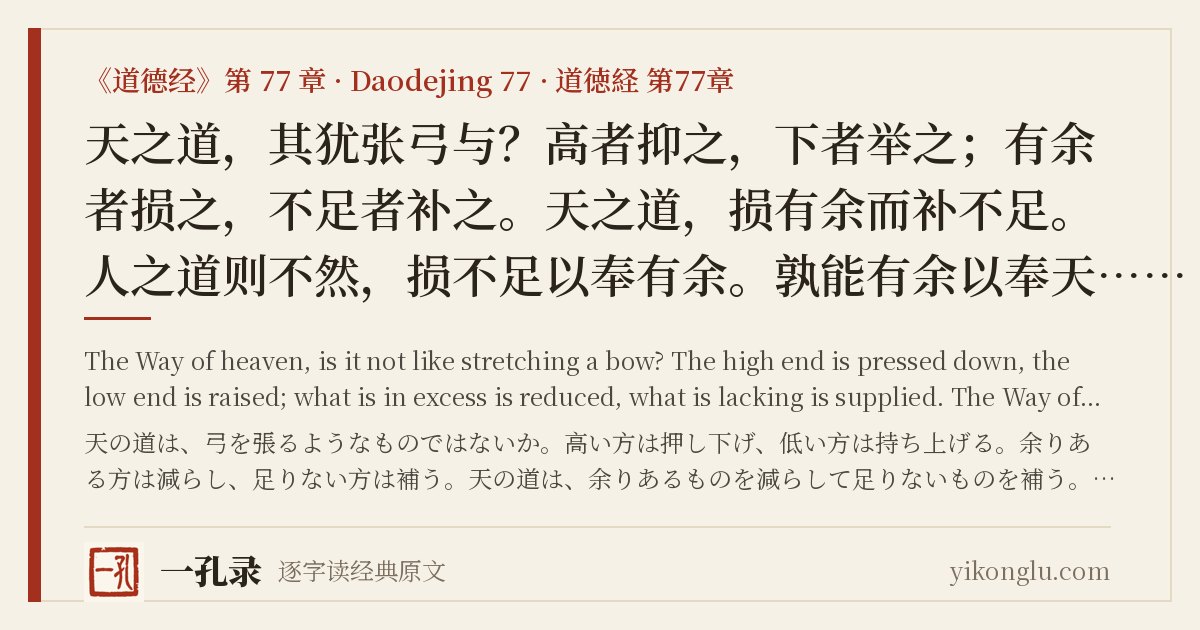 《道德经》第 77 章 · Daodejing 77 · 道徳経 第77章
天之道，其犹张弓与？高者抑之，下者举之；有余
者损之，不足者补之。天之道，损有余而补不足。
人之道则不然，损不足以奉有余。孰能有余以奉天……
The Way of heaven, is it not like stretching a bow? The high end is pressed down, the
low end is raised; what is in excess is reduced, what is lacking is supplied. The Way of…
天の道は、弓を張るようなものではないか。高い方は押し下げ、低い方は持ち上げる。余りあ
る方は減らし、足りない方は補う。天の道は、余りあるものを減らして足りないものを補う。…
一孔
一孔录 逐字读经典原文
yikonglu.com